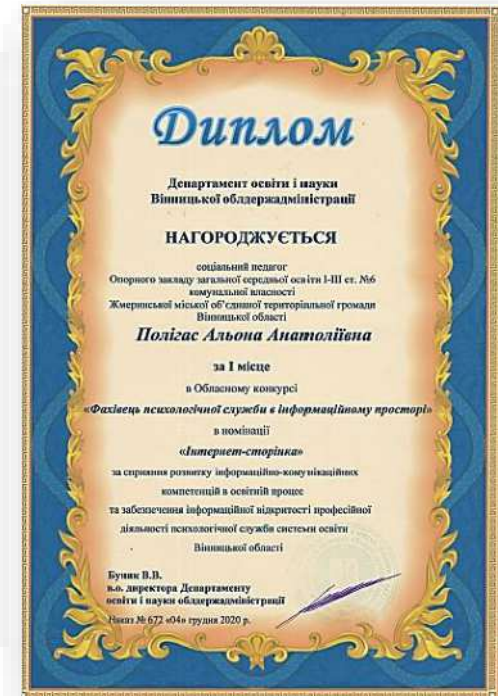 Диплом
Департамент освіти і науки
Вінницької облдержадміністрації
НАГОРОДЖУЄТЬСЯ
соціальний педагог
Опорного закладу загальної середньої освіти І-ІІІ ст. №6
комунальної власності
Жмеринської міської об’єднаної територіальної громади
Вінницької області
Полігас Альона Анатоліївна
за І місце
в Обласному конкурсі
«Фахівець психологічної служби в інформаційному просторі»
в номінації
«Інтернет-сторінка»
за сприяння розвитку інформаційно-комунікаційних
компетенцій в освітній процес
та забезпечення інформаційної відкритості професійної
діяльності психологічної служби системи освіти
Вінницької області
Буняк В.В.
в.о. директора Департаменту
освіти і науки облдержадміністрації
Наказ № 672 «04» грудня 2020 р.